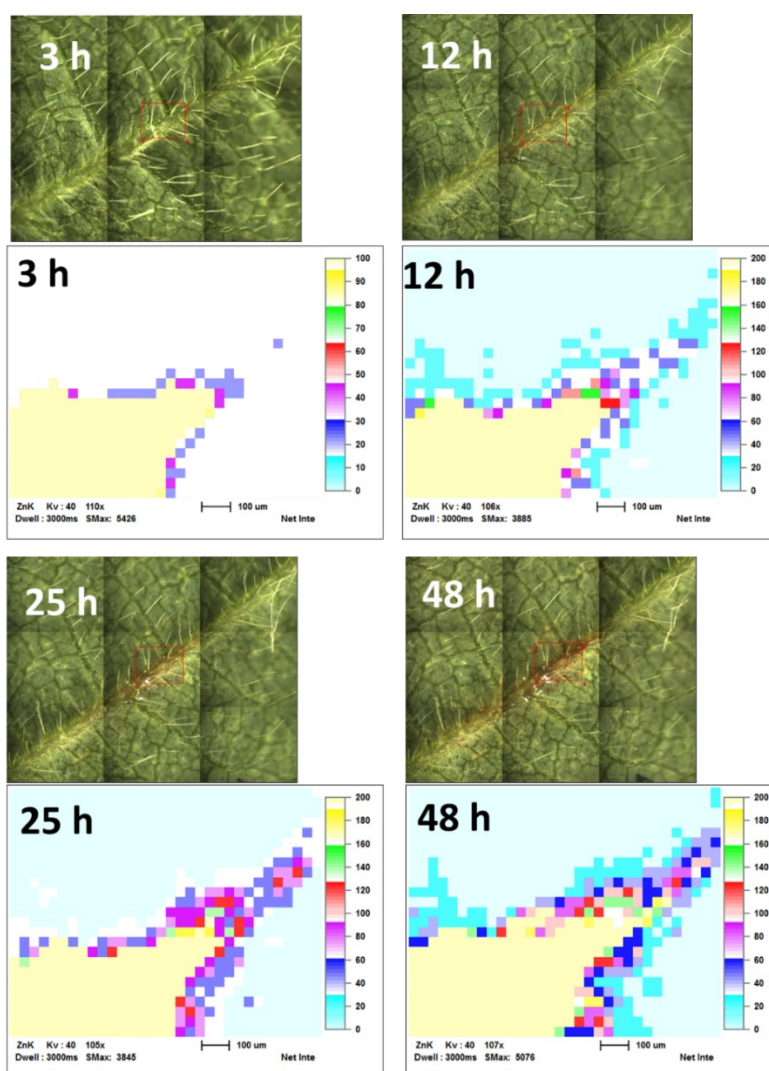 3 h
12 h
3 h
100
90
80
70
60
50
40
30
20
10
0
ZnK Kv : 40 110x
100 um
Dwell : 3000ms SMax: 5426
Net Inte
12 h
200
180
160
140
120
100
80
60
40
20
0
ZnK Kv : 40 106x
100 um
Dwell : 3000ms SMax: 3885
Net Inte
25 h
48 h
25 h
200
180
160
140
120
100
80
60
40
20
0
ZnK Kv : 40 105x
100 um
Dwell : 3000ms SMax: 3845
Net Inte
48 h
200
180
160
140
120
100
80
60
40
20
0
ZnK Kv : 40 107x
100 um
Dwell : 3000ms SMax: 5076
Net Inte